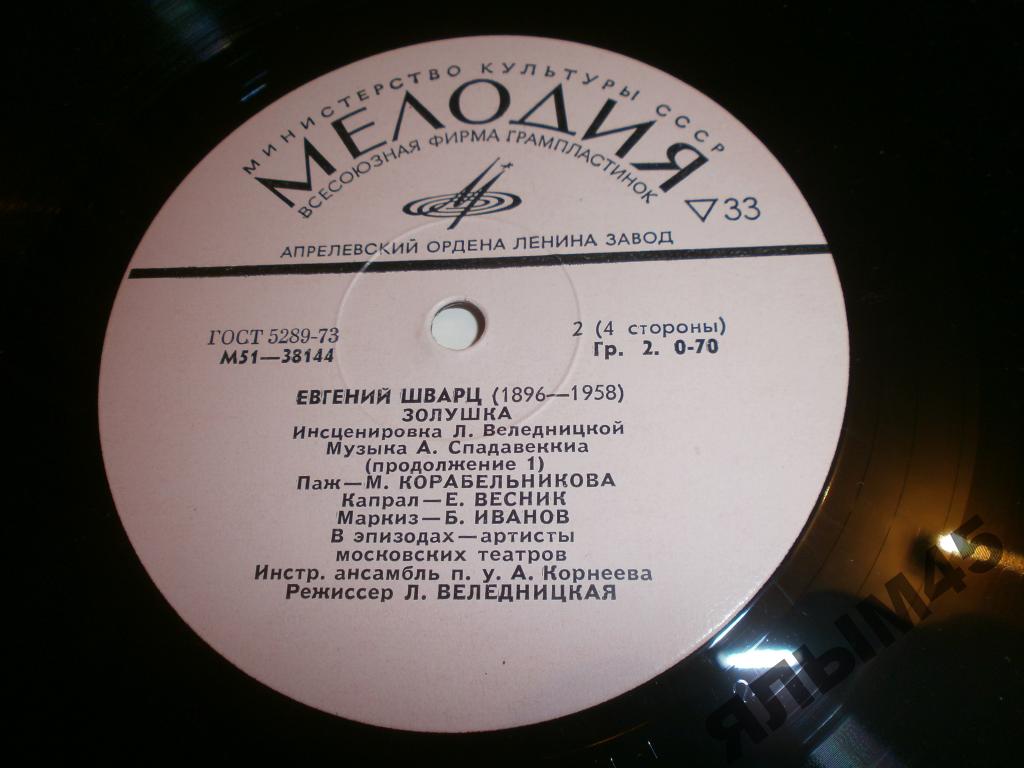 МИНИСТЕРСТВО КУЛЬТУРЫ СССР
МЕЛОДИЯ
ВСЕСОЮЗНАЯ ФИРМА ГРАМПЛАСТИНОК
33
АПРЕЛЕВСКИЙ ОРДЕНА ЛЕНИНА ЗАВОД
ГОСТ 5289-73
М51—38144
2 (4 стороны)
Гр. 2. 0-70
ЕВГЕНИЙ ШВАРЦ (1896—1958)
ЗОЛУШКА
Инсценировка Л. Веледницкой
Музыка А. Спадавеккиа
(продолжение 1)
Паж—М. КОРАБЕЛЬНИКОВА
Капрал—Е. ВЕСНИК
Маркиз—Б. ИВАНОВ
В эпизодах—артисты
московских театров
Инстр. ансамбль п. у. А. Корнеева
Режиссер Л. ВЕЛЕДНИЦКАЯ
ЯЛЫМ45